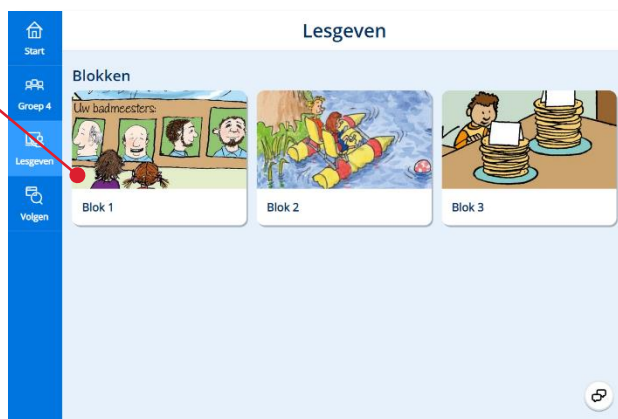 Lesgeven
Start
Groep 4
Lesgeven
Volgen
Blokken
Uw badmeesters:
Blok 1
Blok 2
Blok 3